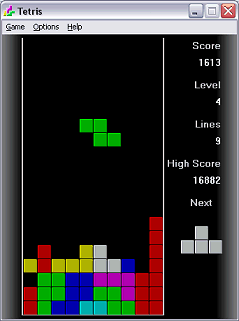 Tetris
Game Options Help
Score
1613
Level
4
Lines
9
High Score
16882
Next